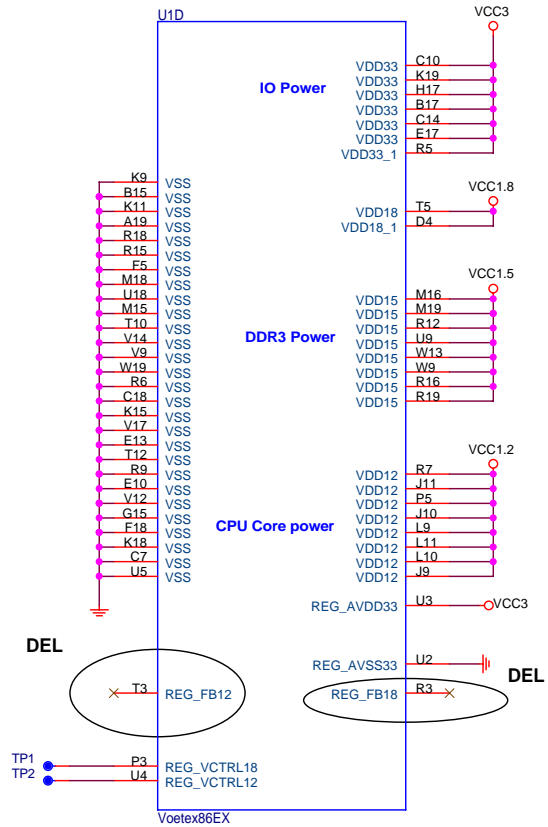 U1D
VCC3
IO Power
VDD33 C10
VDD33 K19
VDD33 H17
VDD33 B17
VDD33 C14
VDD33 E17
VDD33_1 R5
K9 VSS
B15 VSS
K11 VSS
A19 VSS
R18 VSS
R15 VSS
F5 VSS
M18 VSS
U18 VSS
M15 VSS
T10 VSS
V14 VSS
V9 VSS
W19 VSS
R6 VSS
C18 VSS
K15 VSS
V17 VSS
E13 VSS
T12 VSS
R9 VSS
E10 VSS
V12 VSS
G15 VSS
F18 VSS
K18 VSS
C7 VSS
U5 VSS
VCC1.8
VDD18 T5
VDD18_1 D4
VCC1.5
DDR3 Power
VDD15 M16
VDD15 M19
VDD15 R12
VDD15 U9
VDD15 W13
VDD15 W9
VDD15 R16
VDD15 R19
VCC1.2
CPU Core power
VDD12 R7
VDD12 J11
VDD12 P5
VDD12 J10
VDD12 L9
VDD12 L11
VDD12 L10
VDD12 J9
REG_AVDD33 U3 VCC3
REG_AVSS33 U2
DEL
DEL
T3 REG_FB12
REG_FB18 R3
TP1 P3 REG_VCTRL18
TP2 U4 REG_VCTRL12
Voetex86EX